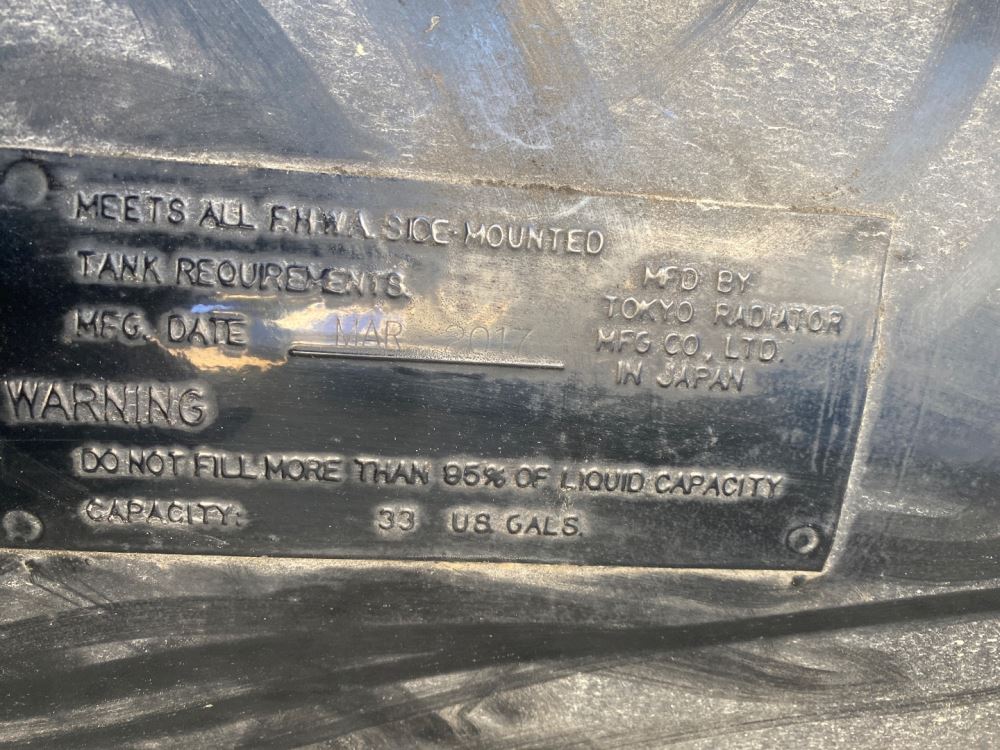 MEETS ALL F.H.W.A. SIDE-MOUNTED
TANK REQUIREMENTS.
MFG. DATE MAR 2017
MFD BY
TOKYO RADIATOR
MFG CO., LTD.
IN JAPAN
WARNING
DO NOT FILL MORE THAN 95% OF LIQUID CAPACITY
CAPACITY: 33 US GALS.